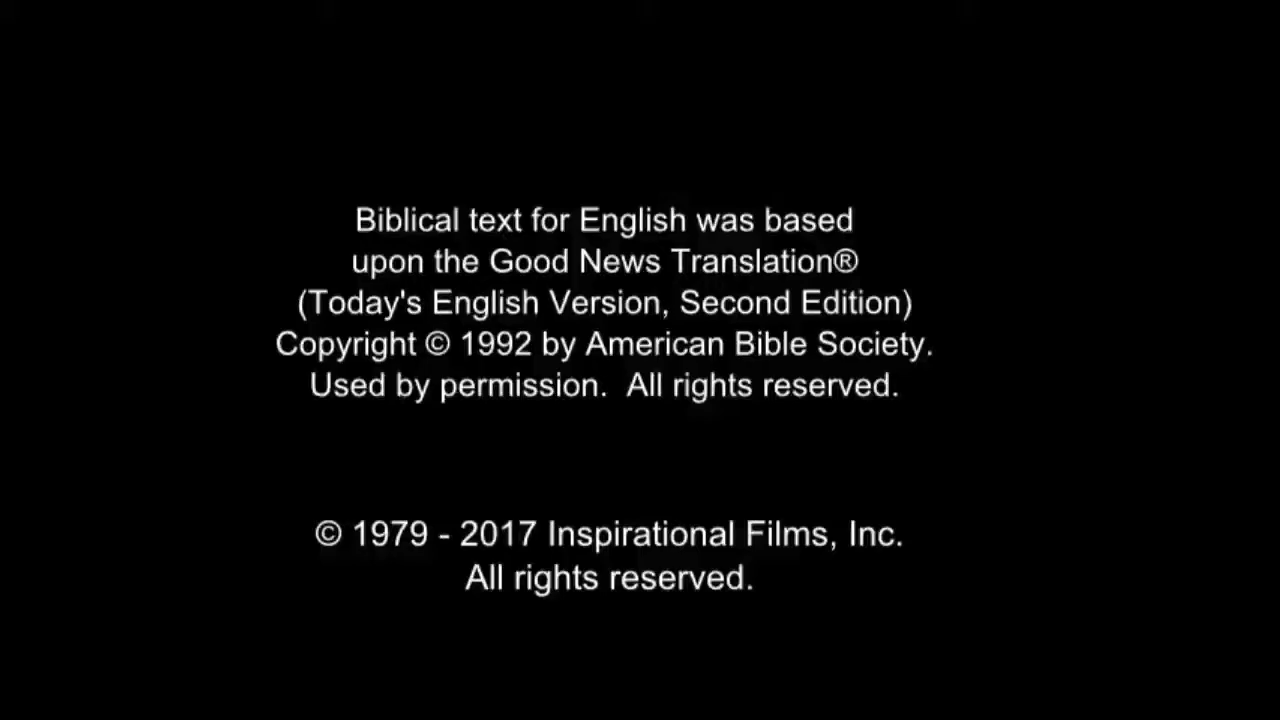 Biblical text for English was based
upon the Good News Translation®
(Today's English Version, Second Edition)
Copyright © 1992 by American Bible Society.
Used by permission.  All rights reserved.
© 1979 - 2017 Inspirational Films, Inc.
All rights reserved.